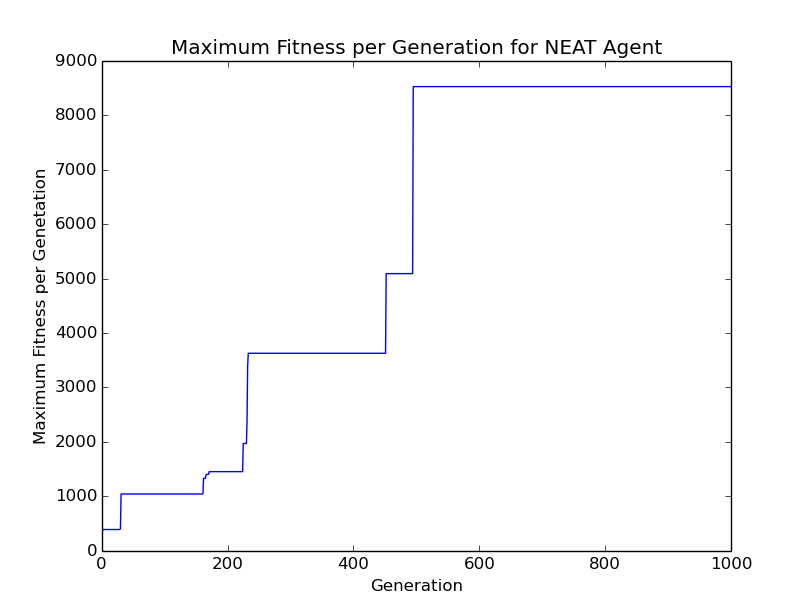 Maximum Fitness per Generation for NEAT Agent
9000
8000
7000
6000
5000
4000
3000
2000
1000
0
Maximum Fitness per Genetation
0 200 400 600 800 1000
Generation